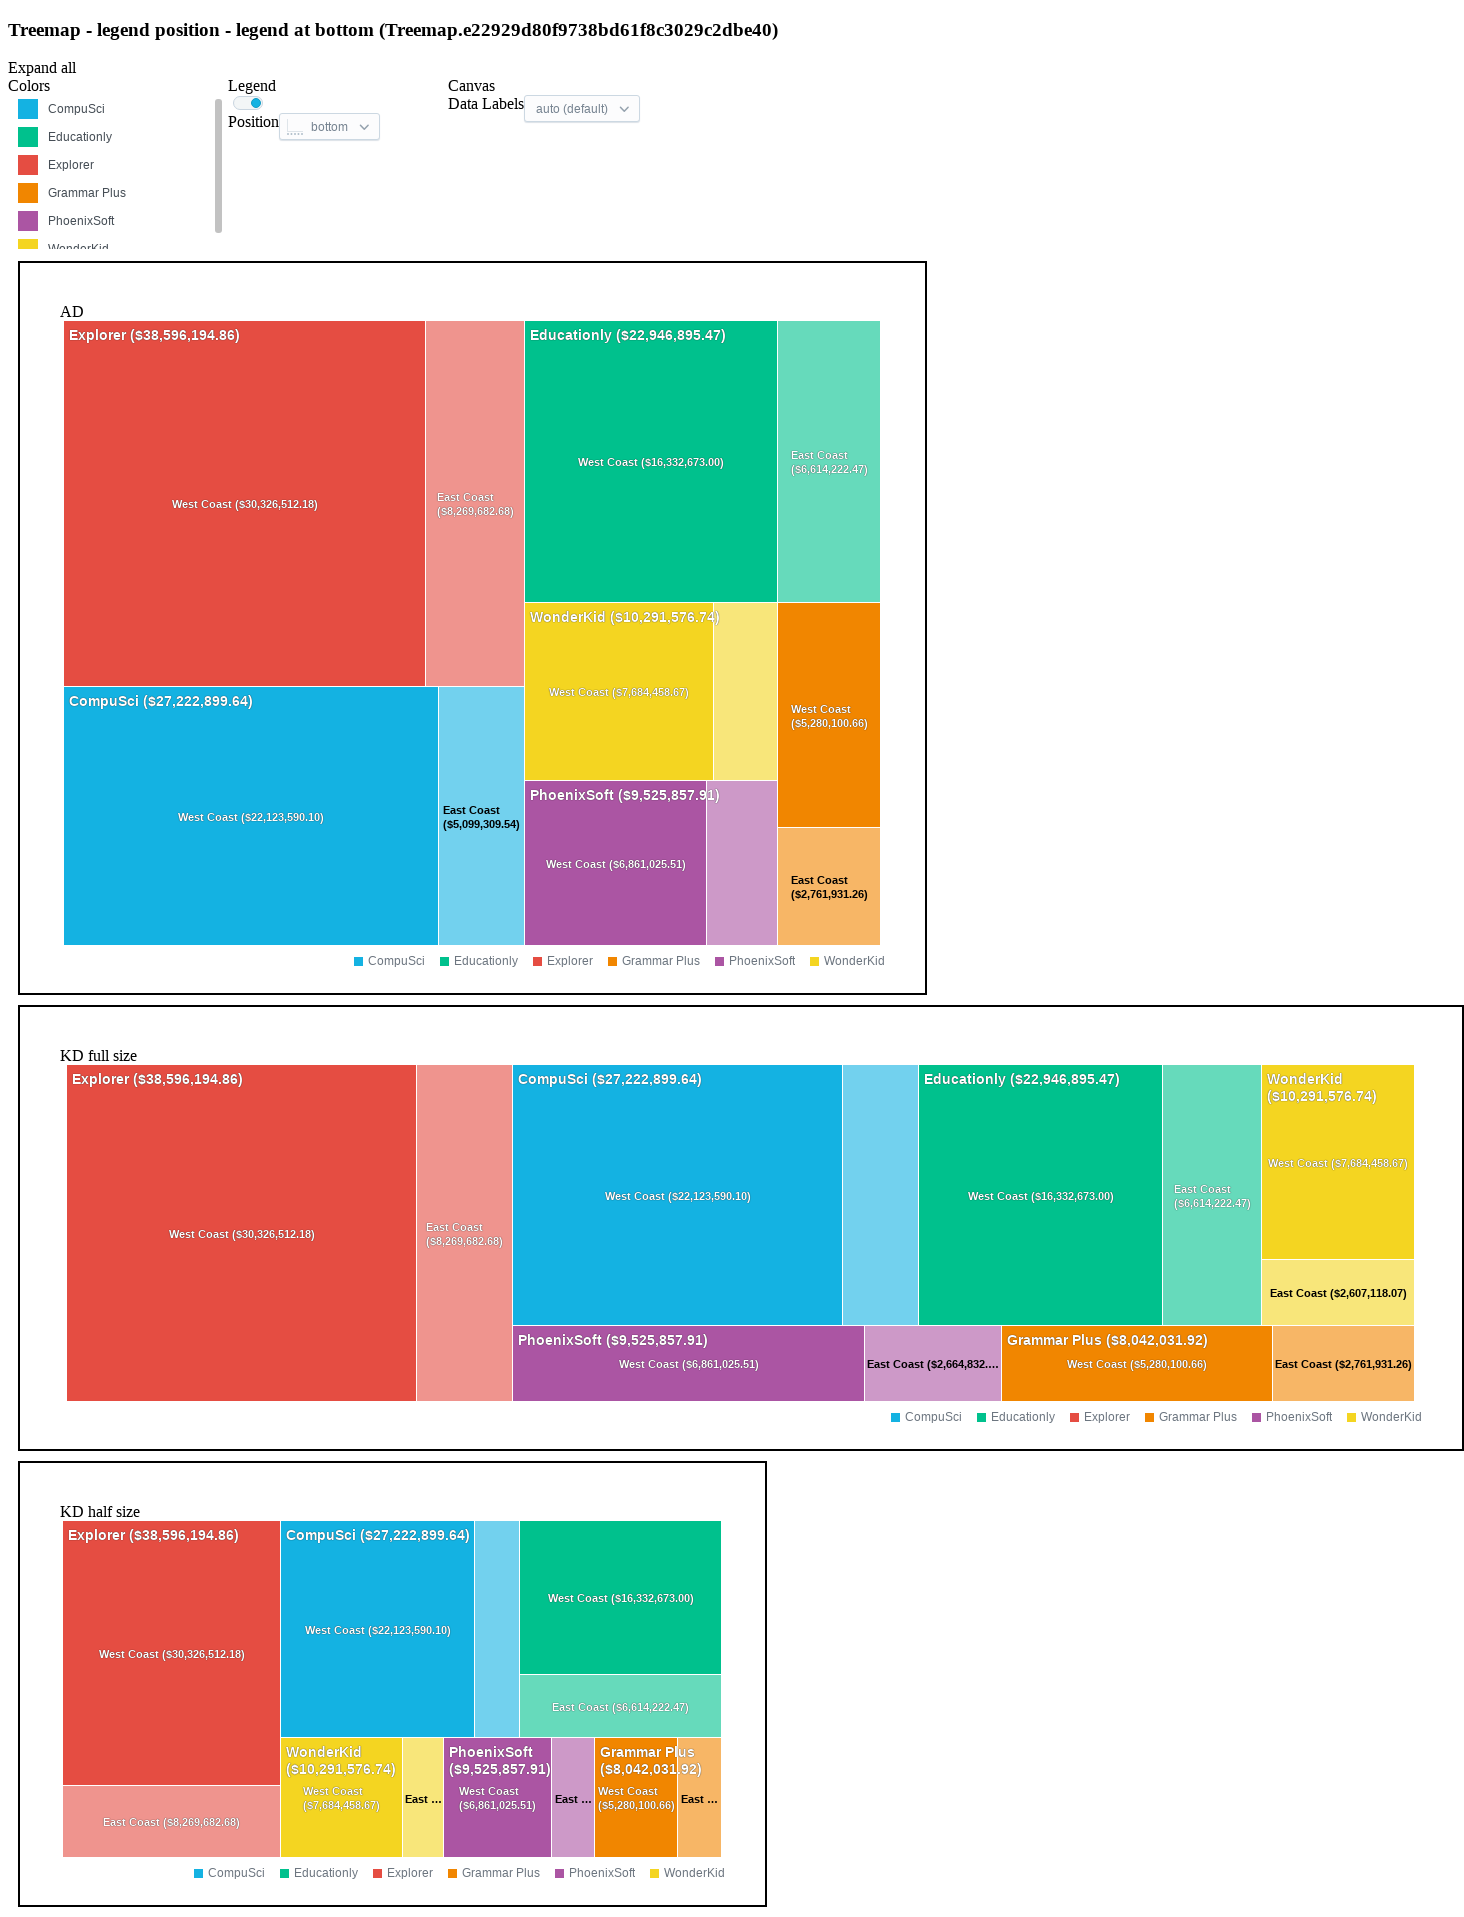 Treemap - legend position - legend at bottom (Treemap.e22929d80f9738bd61f8c3029c2dbe40)
Expand all
Colors
CompuSci
Educationly
Explorer
Grammar Plus
PhoenixSoft
WonderKid
Legend
Position
bottom
Canvas
Data Labels
auto (default)
AD
Explorer ($38,596,194.86)
West Coast ($30,326,512.18)
East Coast
($8,269,682.68)
Educationly ($22,946,895.47)
West Coast ($16,332,673.00)
East Coast
($6,614,222.47)
WonderKid ($10,291,576.74)
West Coast ($7,684,458.67)
West Coast
($5,280,100.66)
CompuSci ($27,222,899.64)
West Coast ($22,123,590.10)
East Coast
($5,099,309.54)
PhoenixSoft ($9,525,857.91)
West Coast ($6,861,025.51)
East Coast
($2,761,931.26)
CompuSci
Educationly
Explorer
Grammar Plus
PhoenixSoft
WonderKid
KD full size
Explorer ($38,596,194.86)
West Coast ($30,326,512.18)
East Coast
($8,269,682.68)
CompuSci ($27,222,899.64)
West Coast ($22,123,590.10)
Educationly ($22,946,895.47)
West Coast ($16,332,673.00)
East Coast
($6,614,222.47)
WonderKid
($10,291,576.74)
West Coast ($7,684,458.67)
East Coast ($2,607,118.07)
PhoenixSoft ($9,525,857.91)
West Coast ($6,861,025.51)
East Coast ($2,664,832.…
Grammar Plus ($8,042,031.92)
West Coast ($5,280,100.66)
East Coast ($2,761,931.26)
CompuSci
Educationly
Explorer
Grammar Plus
PhoenixSoft
WonderKid
KD half size
Explorer ($38,596,194.86)
West Coast ($30,326,512.18)
East Coast ($8,269,682.68)
CompuSci ($27,222,899.64)
West Coast ($22,123,590.10)
West Coast ($16,332,673.00)
East Coast ($6,614,222.47)
WonderKid
($10,291,576.74)
West Coast
($7,684,458.67)
East …
PhoenixSoft
($9,525,857.91)
West Coast
($6,861,025.51)
East …
Grammar Plus
($8,042,031.92)
West Coast
($5,280,100.66)
East …
CompuSci
Educationly
Explorer
Grammar Plus
PhoenixSoft
WonderKid